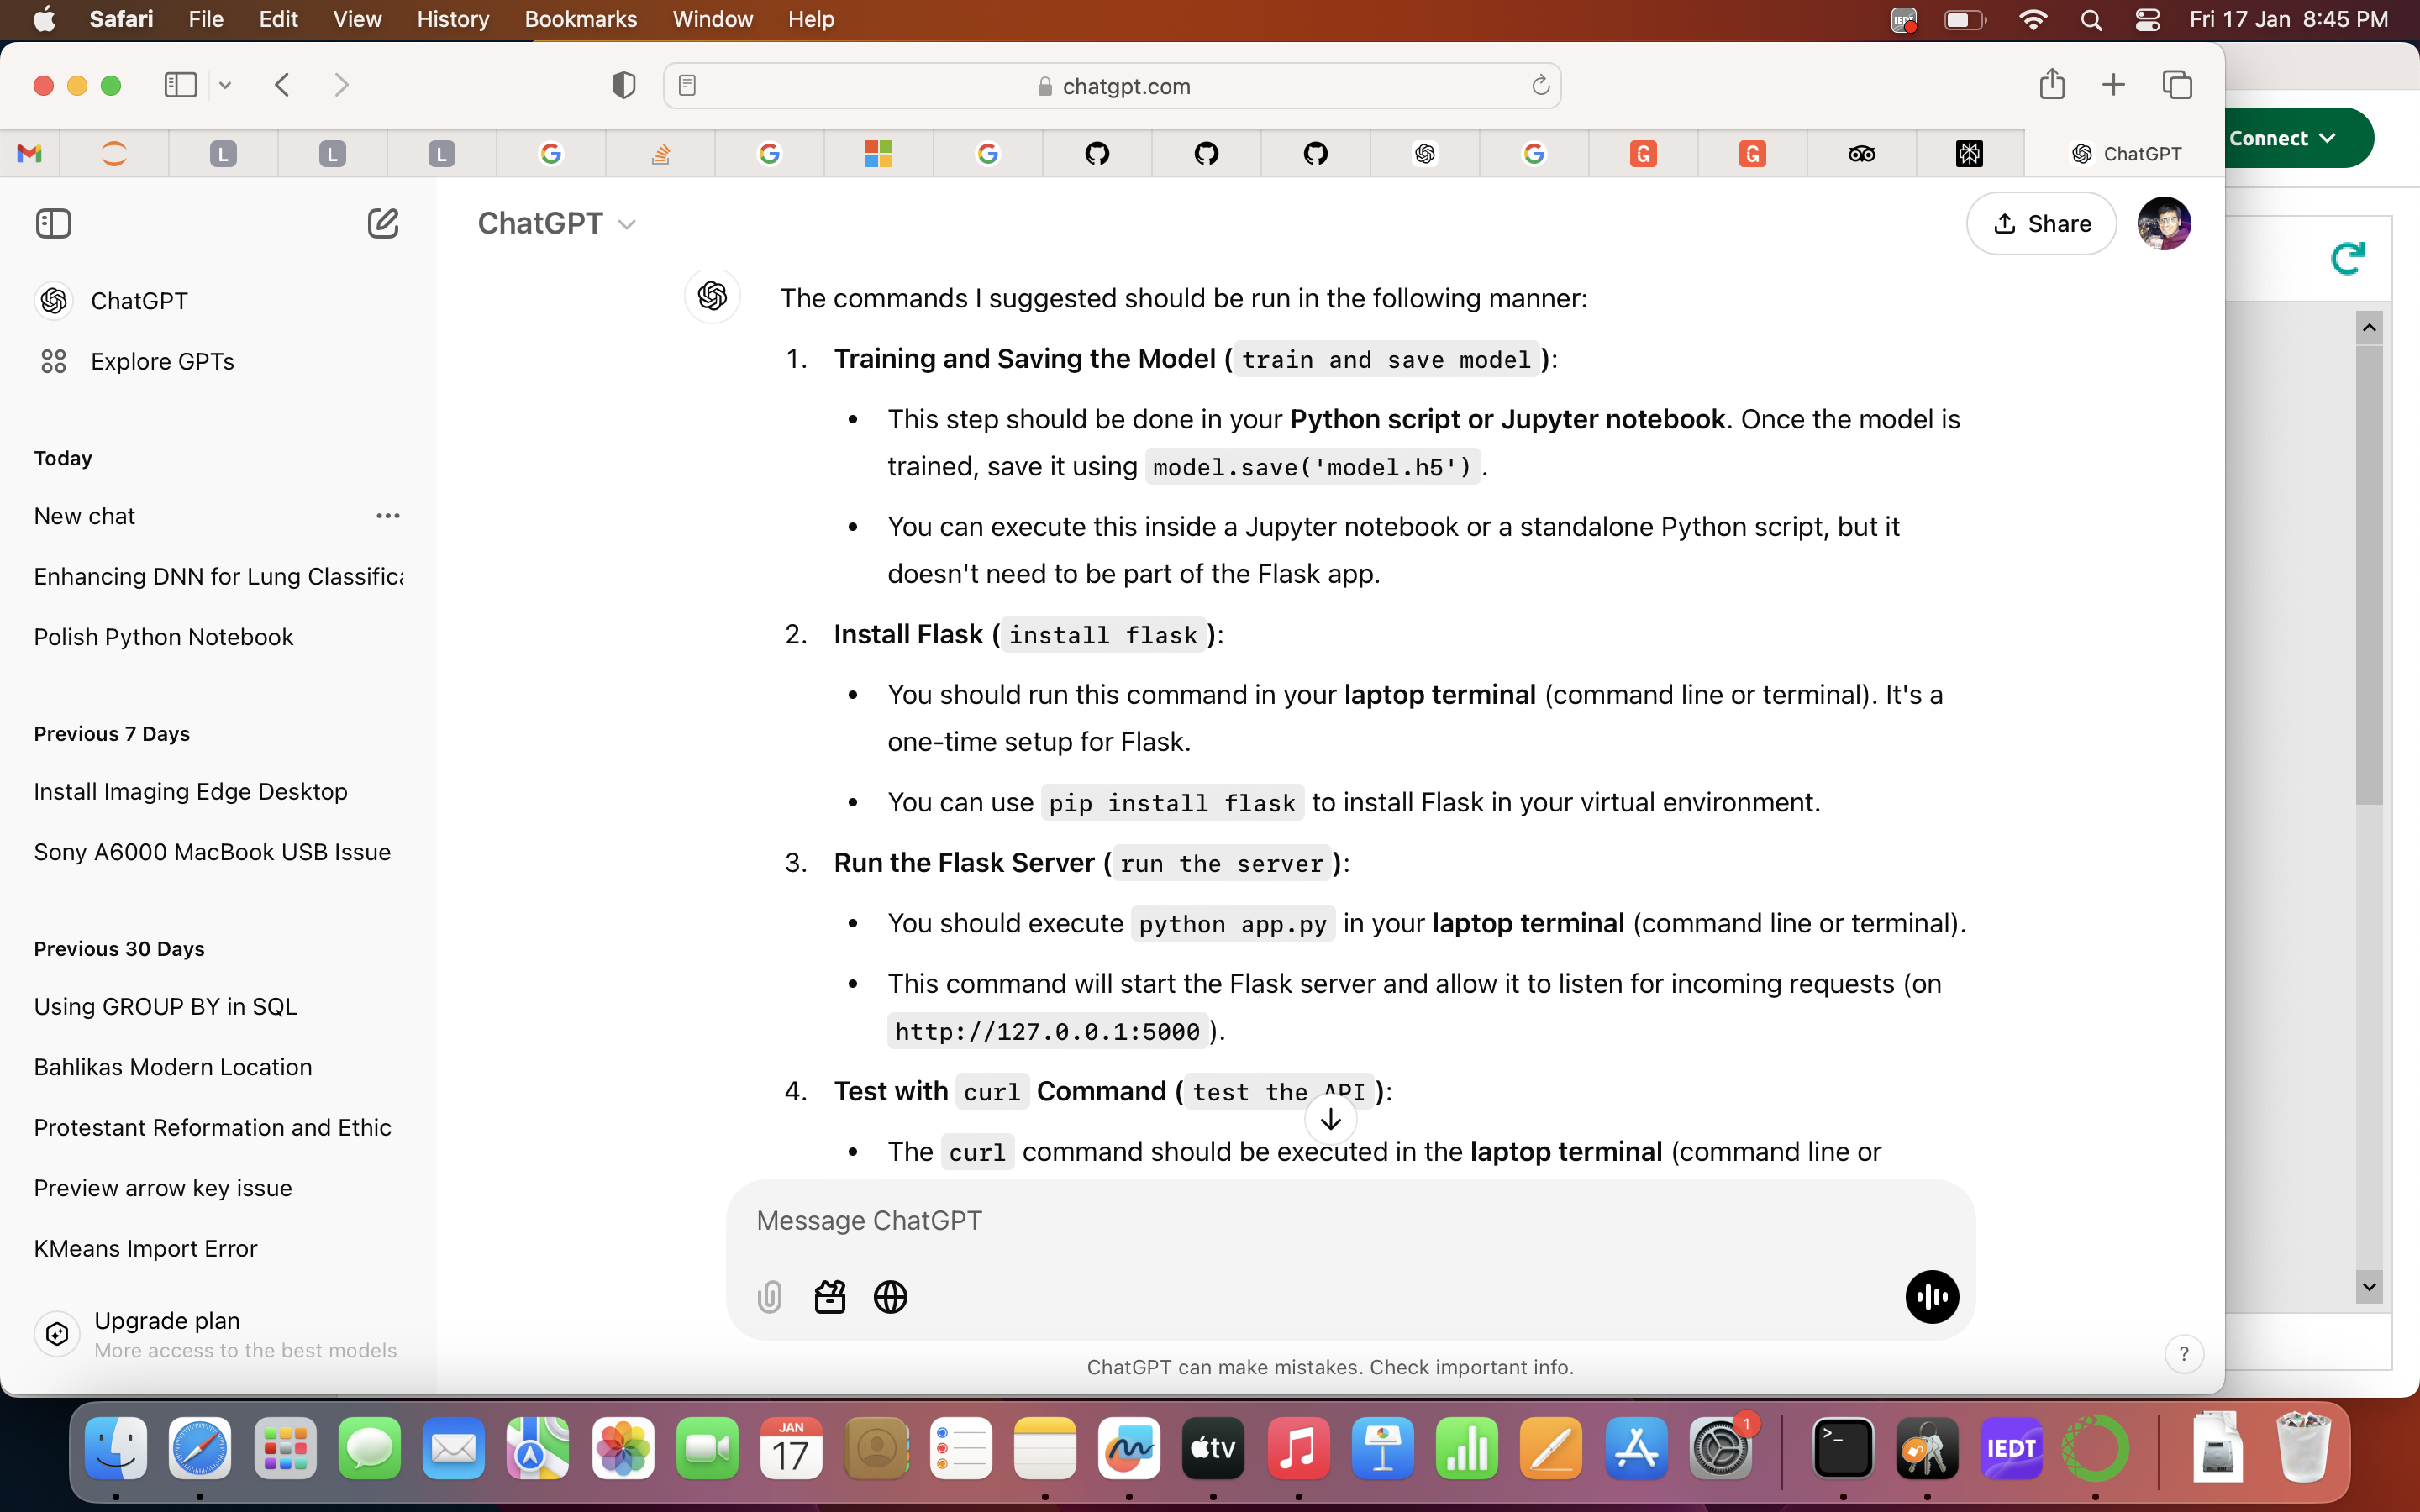 Safari File Edit View History Bookmarks Window Help IEDT Fri 17 Jan 8:45 PM
chatgpt.com
L L L G G ChatGPT
Connect
ChatGPT
Share
ChatGPT
Explore GPTs
Today
New chat
Enhancing DNN for Lung Classifica
Polish Python Notebook
Previous 7 Days
Install Imaging Edge Desktop
Sony A6000 MacBook USB Issue
Previous 30 Days
Using GROUP BY in SQL
Bahlikas Modern Location
Protestant Reformation and Ethic
Preview arrow key issue
KMeans Import Error
Upgrade plan
More access to the best models
The commands I suggested should be run in the following manner:
1. Training and Saving the Model (train and save model):
• This step should be done in your Python script or Jupyter notebook. Once the model is
trained, save it using model.save('model.h5').
• You can execute this inside a Jupyter notebook or a standalone Python script, but it
doesn't need to be part of the Flask app.
2. Install Flask (install flask):
• You should run this command in your laptop terminal (command line or terminal). It's a
one-time setup for Flask.
• You can use pip install flask to install Flask in your virtual environment.
3. Run the Flask Server (run the server):
• You should execute python app.py in your laptop terminal (command line or terminal).
• This command will start the Flask server and allow it to listen for incoming requests (on
http://127.0.0.1:5000).
4. Test with curl Command (test the API):
• The curl command should be executed in the laptop terminal (command line or
Message ChatGPT
ChatGPT can make mistakes. Check important info.
?
JAN
17
tv
1
>_
IEDT